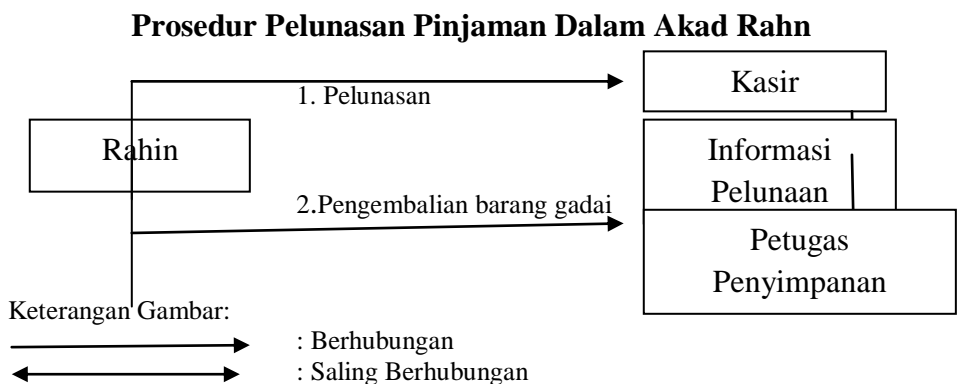 Prosedur Pelunasan Pinjaman Dalam Akad Rahn
1. Pelunasan
Kasir
Rahin
Informasi
Pelunaan
2.Pengembalian barang gadai
Petugas
Penyimpanan
Keterangan Gambar:
: Berhubungan
: Saling Berhubungan